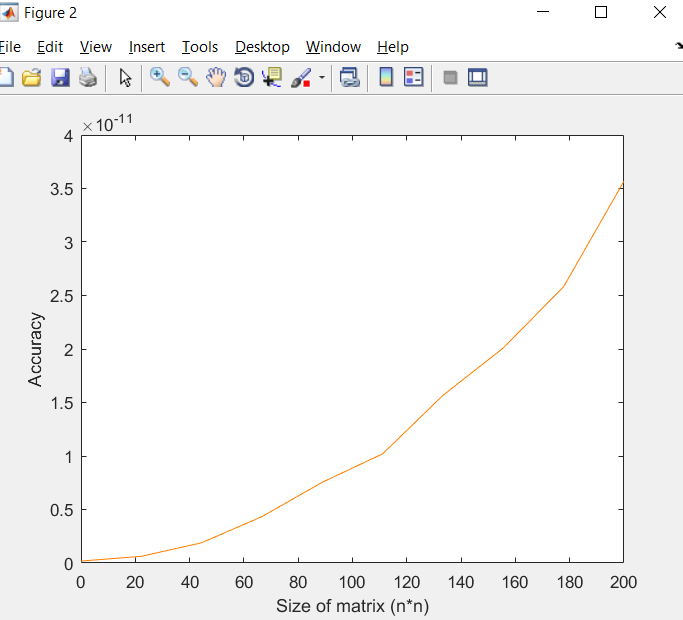 Figure 2
File Edit View Insert Tools Desktop Window Help
×10-11
4
3.5
3
2.5
2
1.5
1
0.5
0
Accuracy
0 20 40 60 80 100 120 140 160 180 200
Size of matrix (n*n)